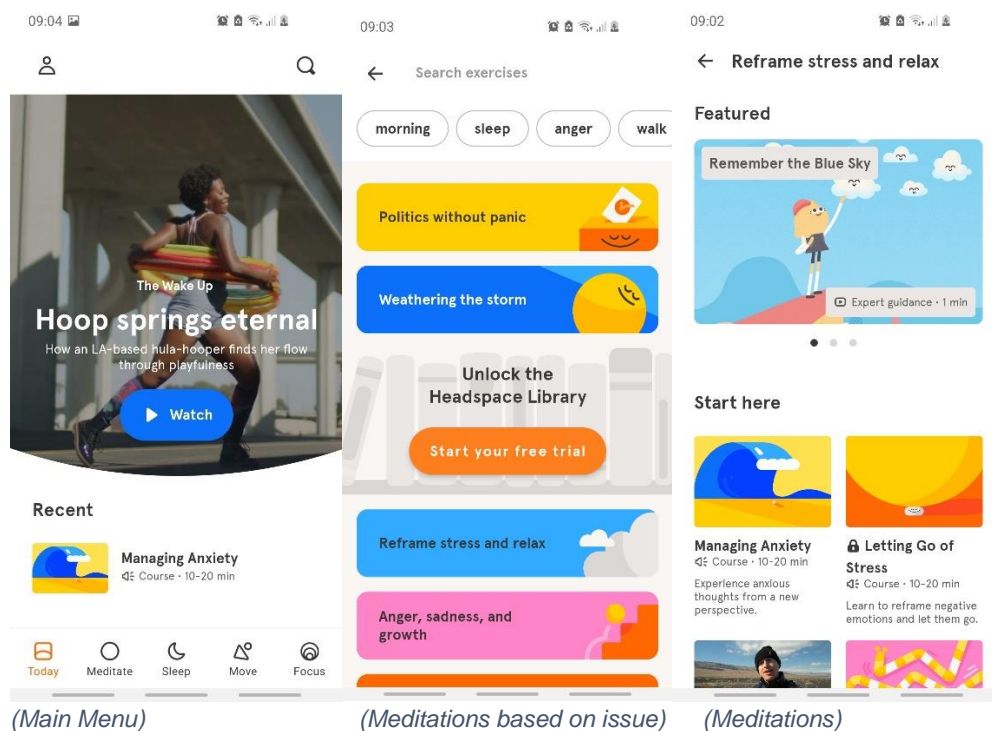 09:04
The Wake Up
Hoop springs eternal
How an LA-based hula-hooper finds her flow
through playfulness
Watch
Recent
Managing Anxiety
Course · 10-20 min
Today
Meditate
Sleep
Move
Focus
(Main Menu)
09:03
Search exercises
morning
sleep
anger
walk
Politics without panic
Weathering the storm
Unlock the
Headspace Library
Start your free trial
Reframe stress and relax
Anger, sadness, and
growth
(Meditations based on issue)
09:02
Reframe stress and relax
Featured
Remember the Blue Sky
Expert guidance · 1 min
Start here
Managing Anxiety
Course · 10-20 min
Experience anxious
thoughts from a new
perspective.
Letting Go of
Stress
Course · 10-20 min
Learn to reframe negative
emotions and let them go.
(Meditations)